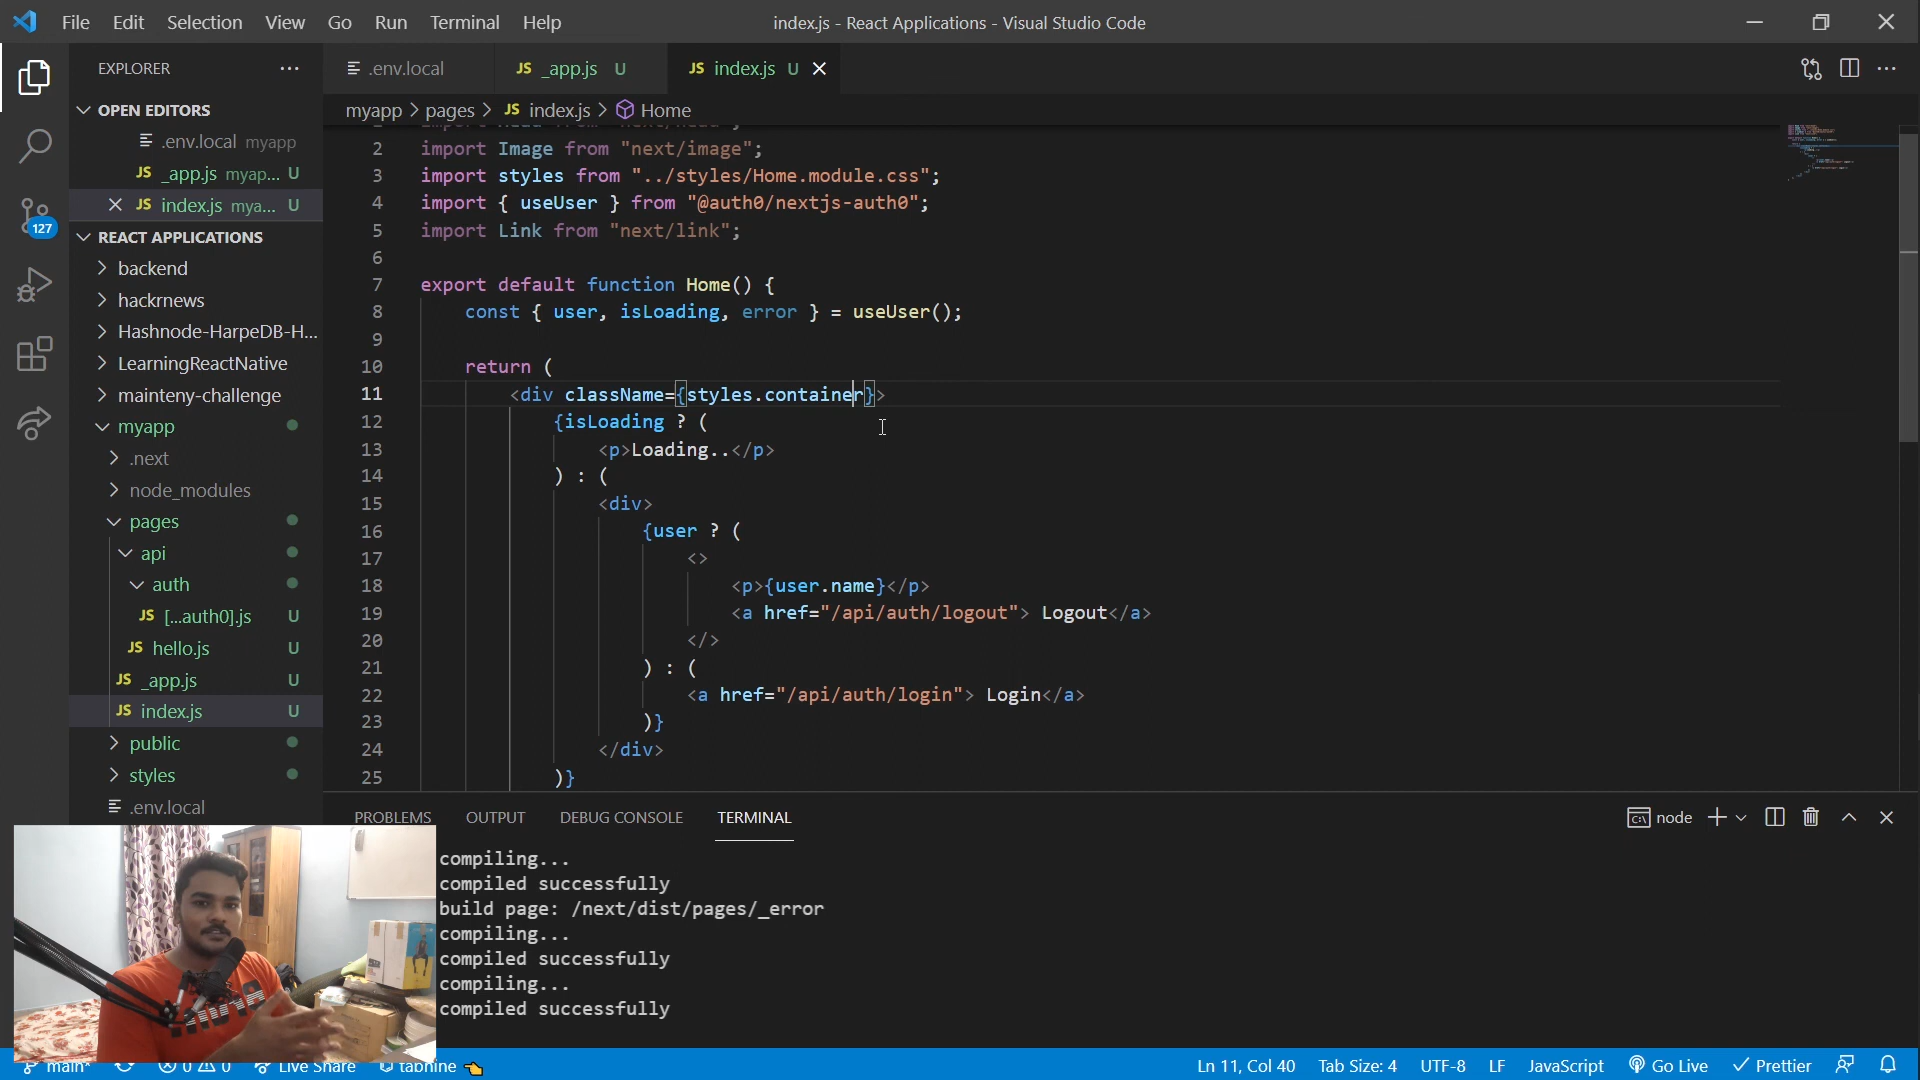 File Edit Selection View Go Run Terminal Help
index.js - React Applications - Visual Studio Code
EXPLORER
OPEN EDITORS
.env.local myapp
JS _app.js myap... U
JS index.js mya... U
127
REACT APPLICATIONS
backend
hackrnews
Hashnode-HarpeDB-H...
LearningReactNative
mainteny-challenge
myapp
.next
node_modules
pages
api
auth
JS [...auth0].js U
JS hello.js U
JS _app.js U
JS index.js U
public
styles
.env.local
.env.local
JS _app.js U
JS index.js U
myapp > pages > JS index.js > Home
2 import Image from "next/image";
3 import styles from "../styles/Home.module.css";
4 import { useUser } from "@auth0/nextjs-auth0";
5 import Link from "next/link";
6
7 export default function Home() {
8 const { user, isLoading, error } = useUser();
9
10 return (
11 <div className={styles.container}>
12 {isLoading ? (
13 <p>Loading..</p>
14 ) : (
15 <div>
16 {user ? (
17 <>
18 <p>{user.name}</p>
19 <a href="/api/auth/logout"> Logout</a>
20 </>
21 ) : (
22 <a href="/api/auth/login"> Login</a>
23 )}
24 </div>
25 )}
PROBLEMS OUTPUT DEBUG CONSOLE TERMINAL
node
compiling...
compiled successfully
build page: /next/dist/pages/_error
compiling...
compiled successfully
compiling...
compiled successfully
main* 0 0 Live Share tabnine
Ln 11, Col 40 Tab Size: 4 UTF-8 LF JavaScript Go Live Prettier